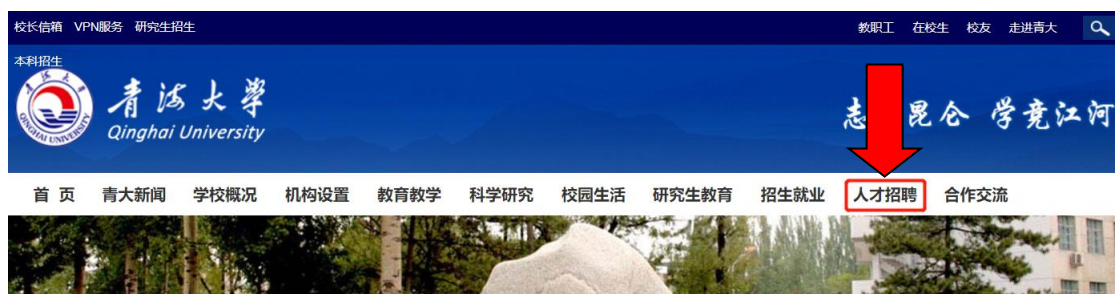 校长信箱 VPN服务 研究生招生 教职工 在校生 校友 走进青大
本科招生
青海大学
Qinghai University
QINGHAI UNIVERSITY
志 昆仑 学竞江河
首 页 青大新闻 学校概况 机构设置 教育教学 科学研究 校园生活 研究生教育 招生就业 人才招聘 合作交流